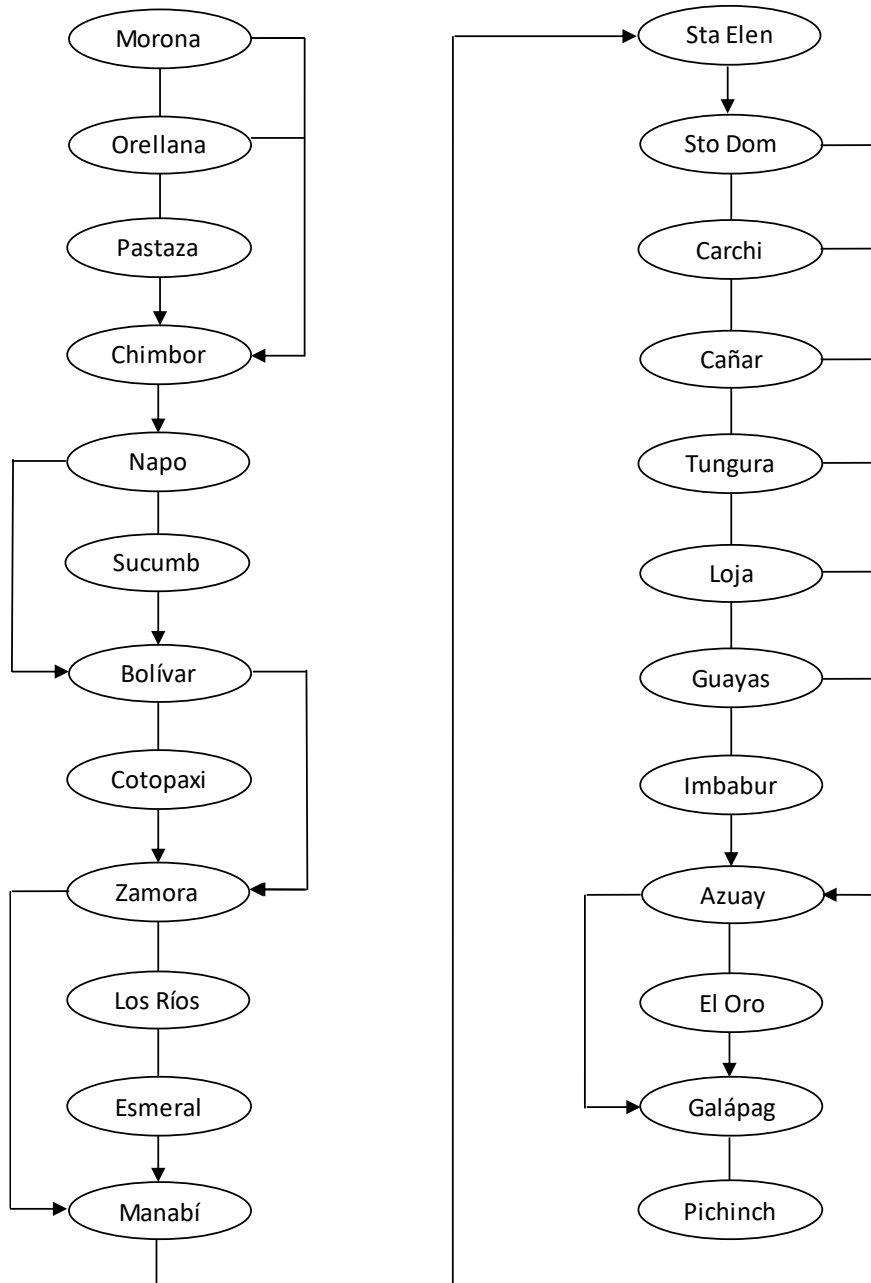 Morona
Orellana
Pastaza
Chimbor
Napo
Sucumb
Bolívar
Cotopaxi
Zamora
Los Ríos
Esmeral
Manabí
Sta Elen
Sto Dom
Carchi
Cañar
Tungura
Loja
Guayas
Imbabur
Azuay
El Oro
Galápag
Pichinch